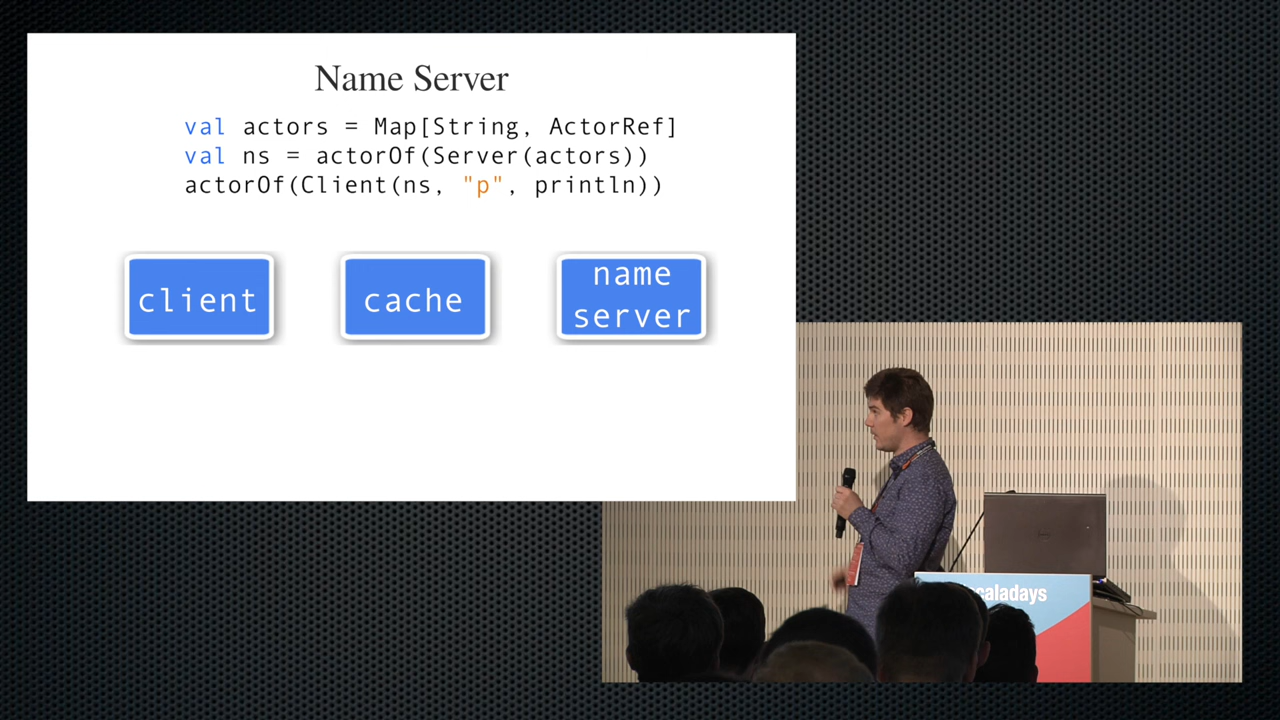 Name Server
val actors = Map[String, ActorRef]
val ns = actorOf(Server(actors))
actorOf(Client(ns, "p", println))
client
cache
name
server
caladays